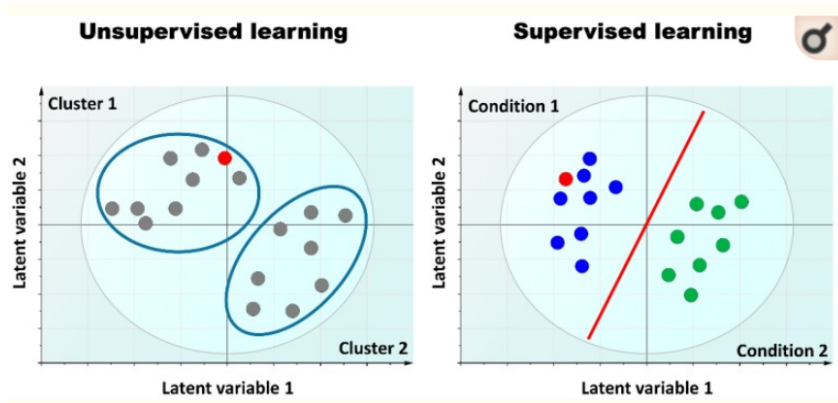 Unsupervised learning
Supervised learning
Cluster 1
Latent variable 2
Cluster 2
Latent variable 1
Condition 1
Latent variable 2
Condition 2
Latent variable 1